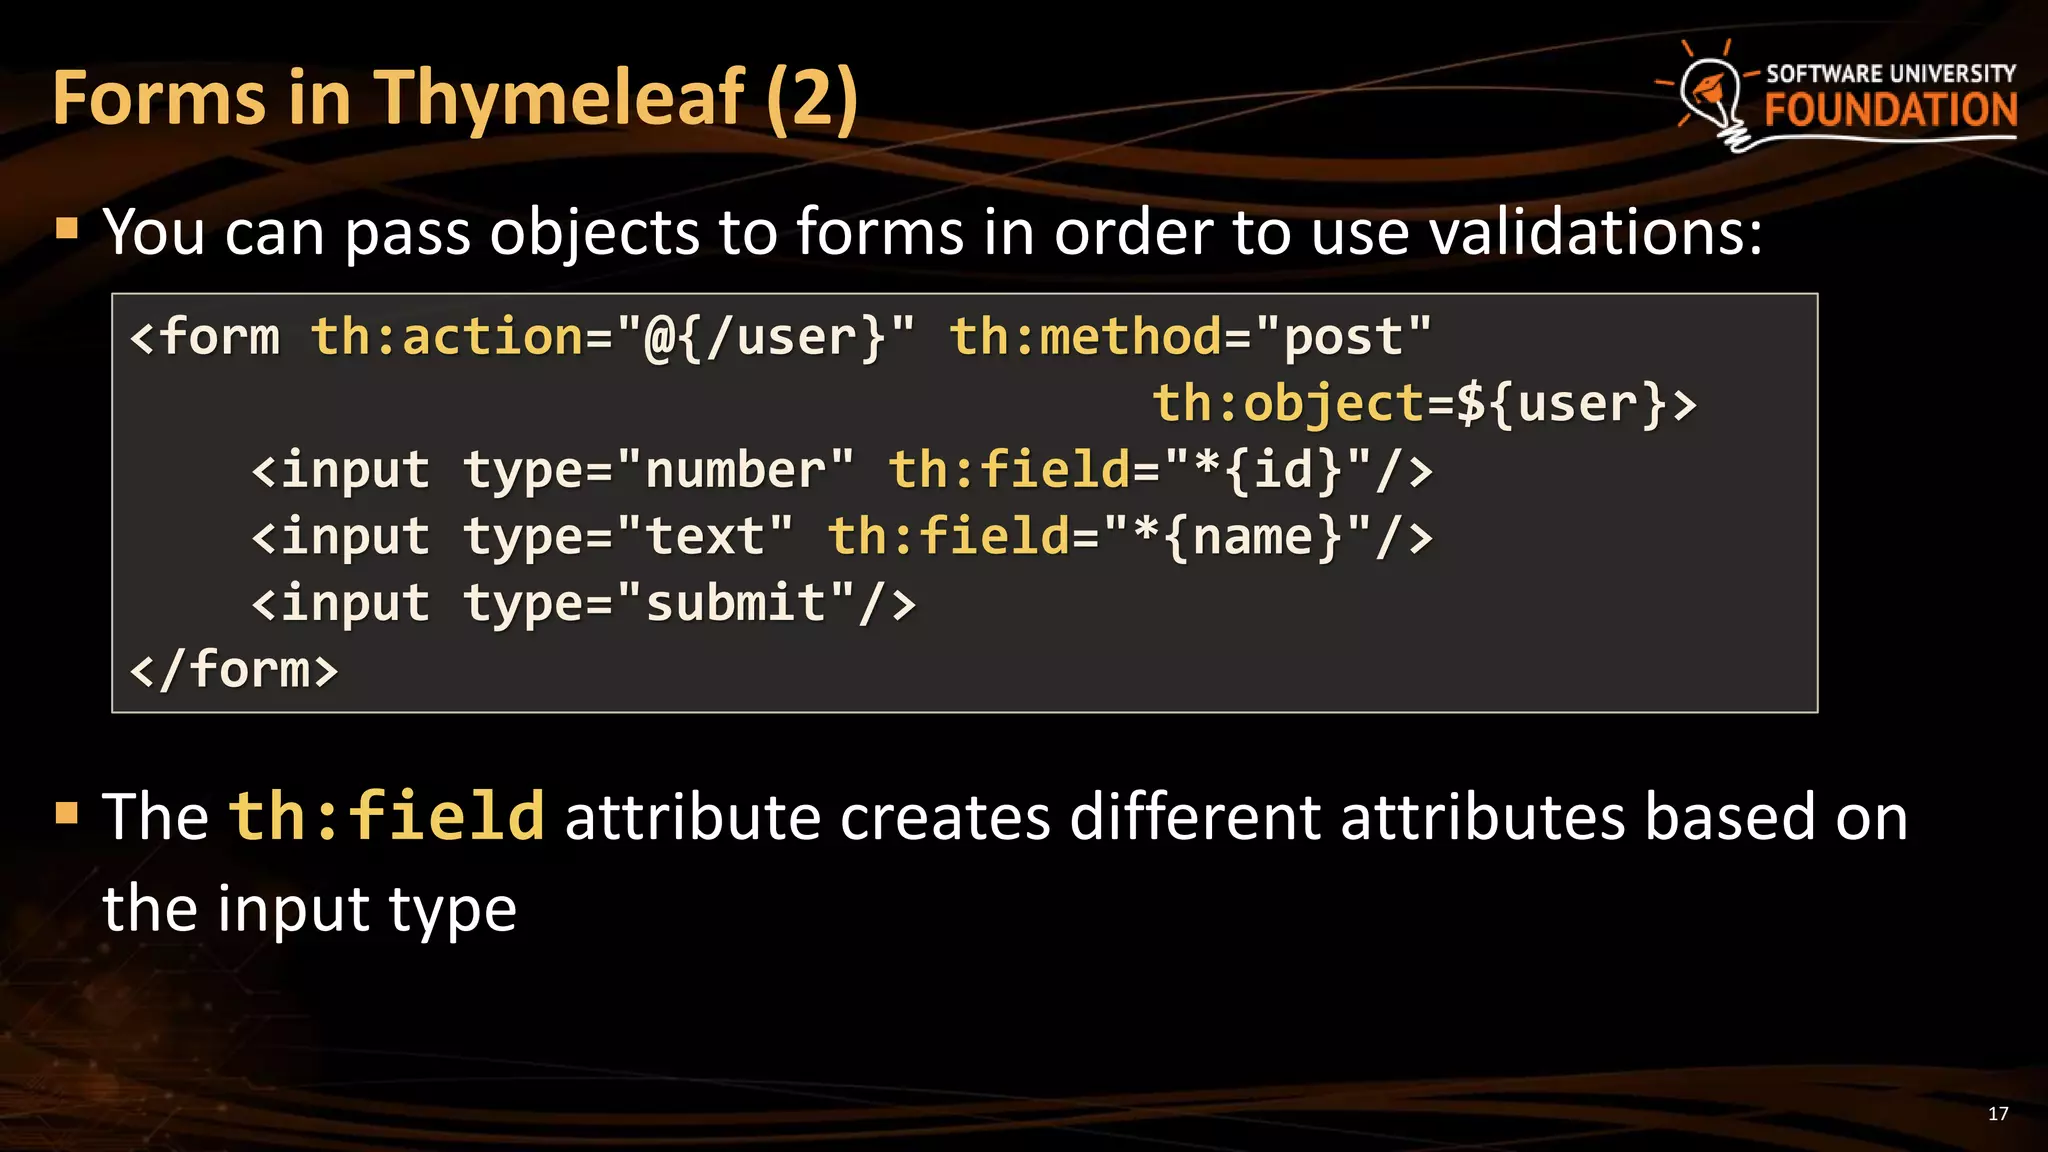 Forms in Thymeleaf (2)
SOFTWARE UNIVERSITY
FOUNDATION
▪ You can pass objects to forms in order to use validations:
<form th:action="@{/user}" th:method="post"
th:object=${user}>
<input type="number" th:field="*{id}"/>
<input type="text" th:field="*{name}"/>
<input type="submit"/>
</form>
▪ The th:field attribute creates different attributes based on
the input type
17